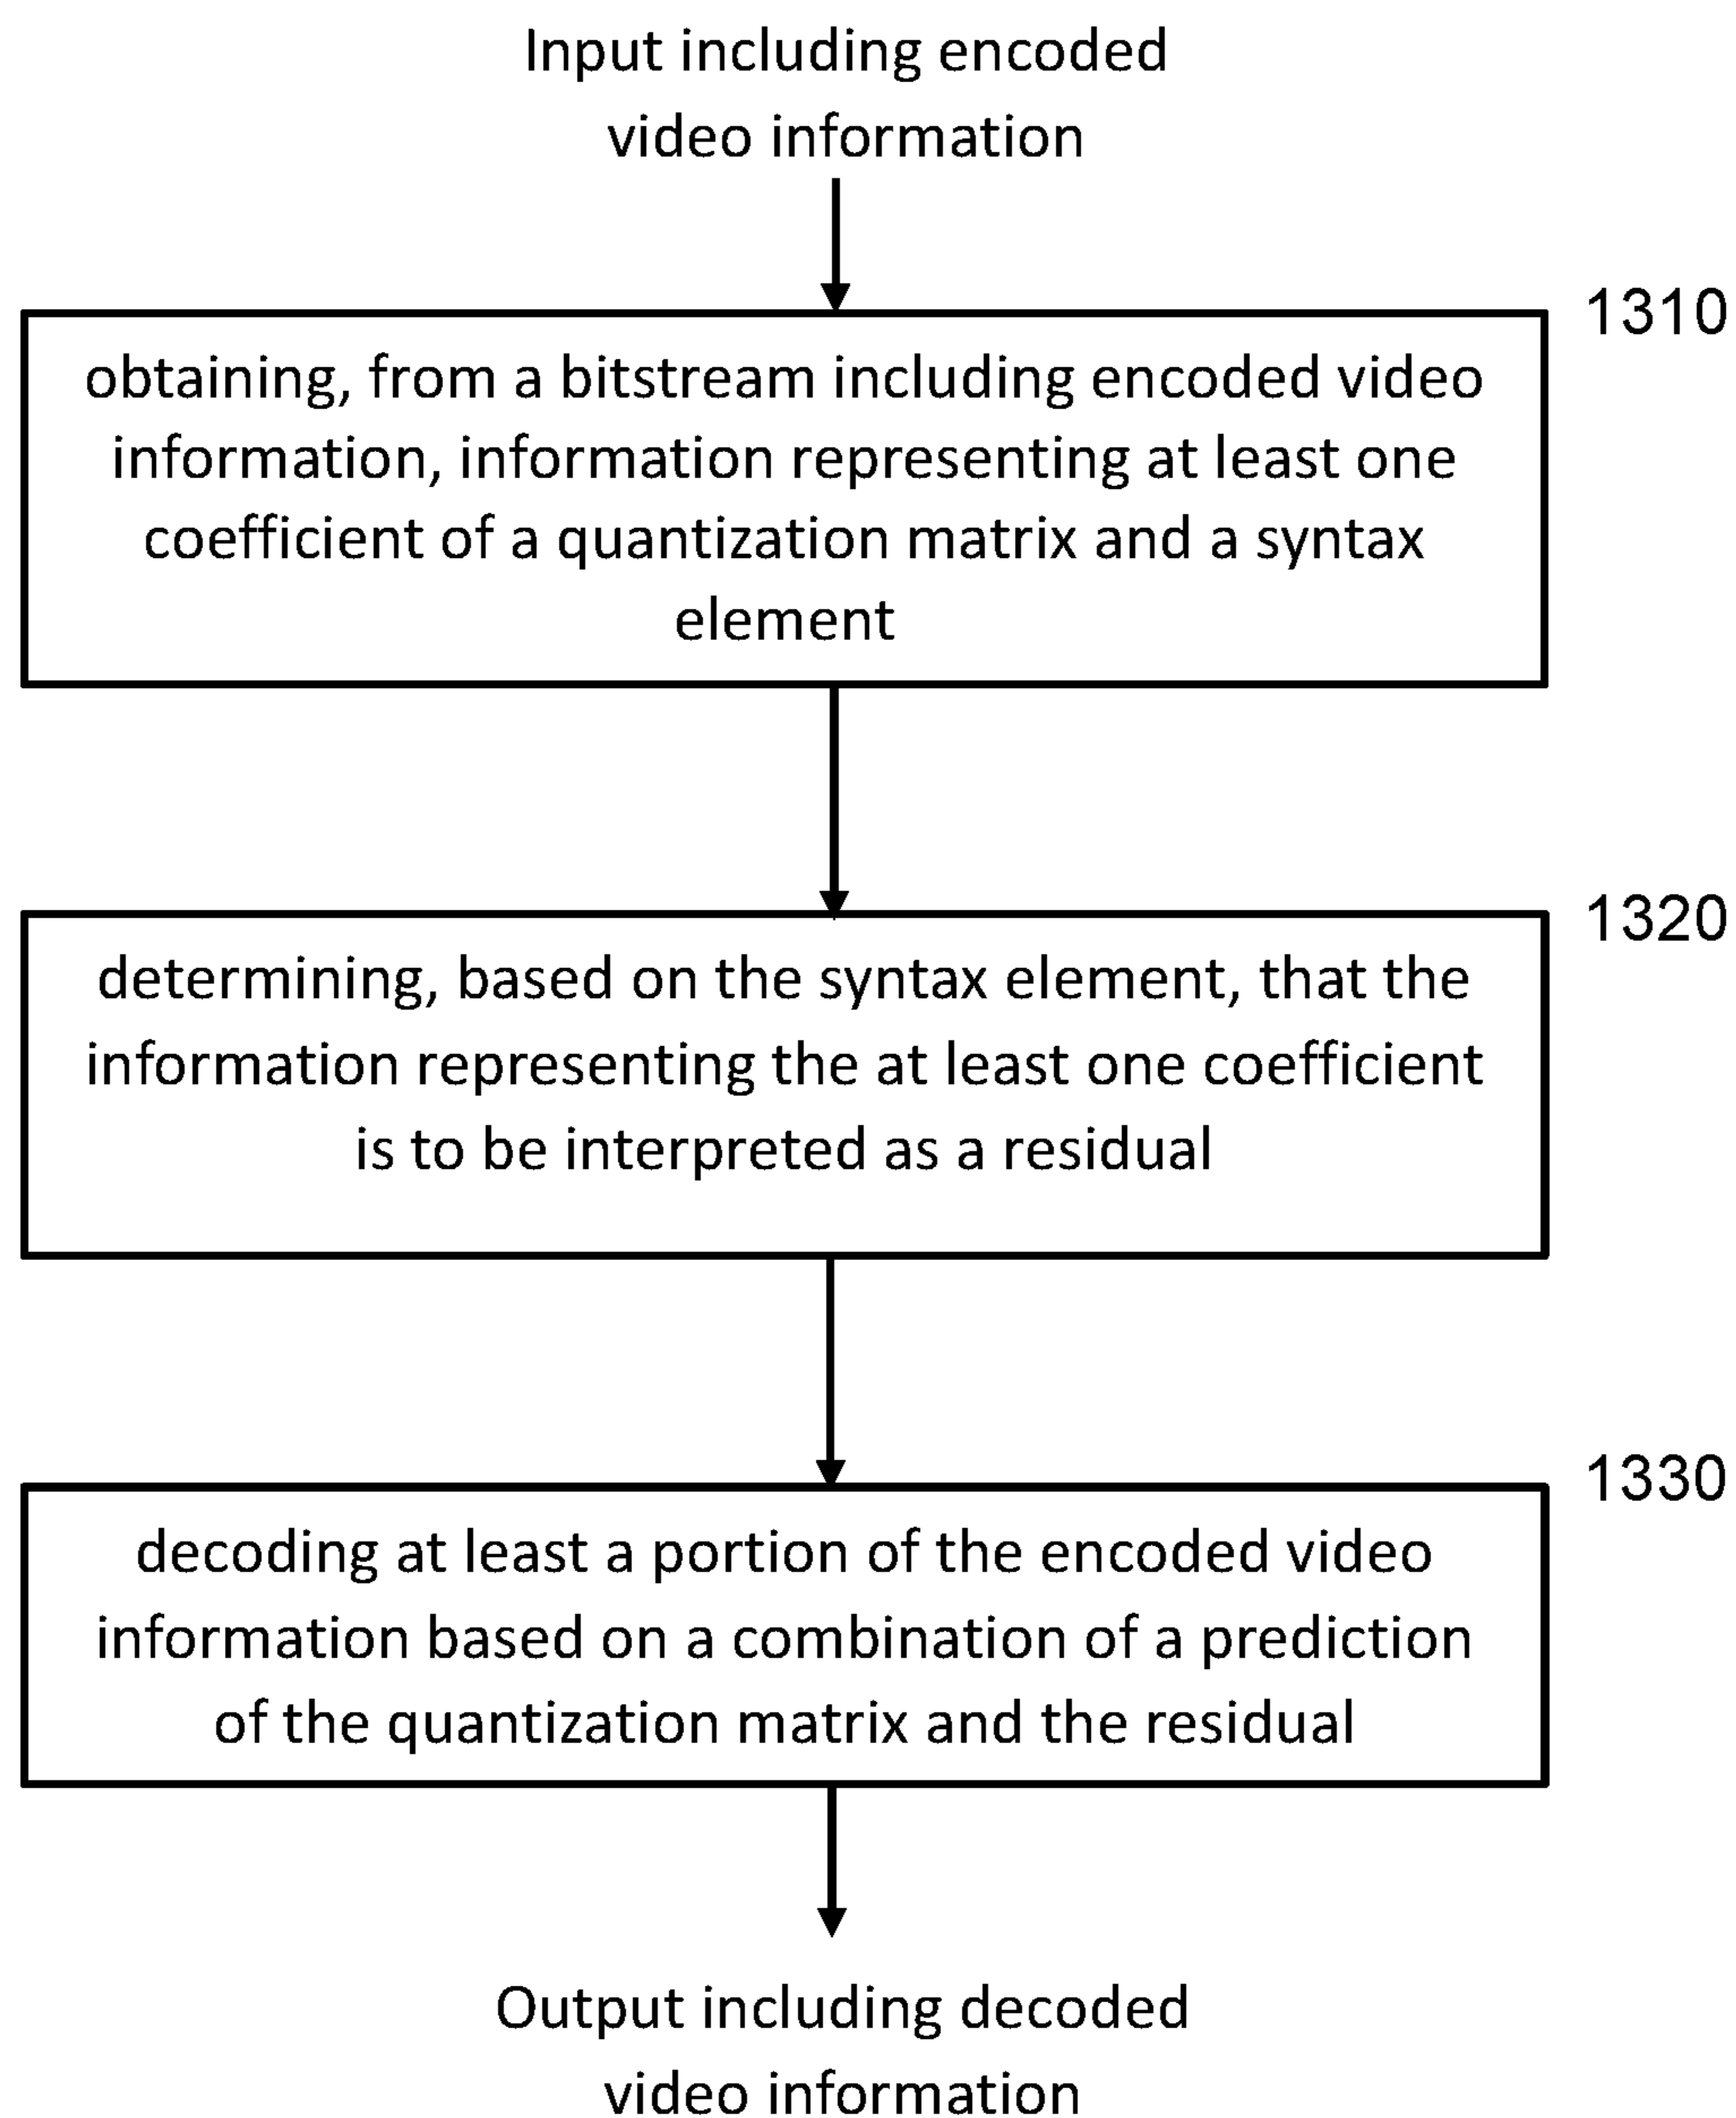 Input including encoded
video information
1310
obtaining, from a bitstream including encoded video
information, information representing at least one
coefficient of a quantization matrix and a syntax
element
1320
determining, based on the syntax element, that the
information representing the at least one coefficient
is to be interpreted as a residual
1330
decoding at least a portion of the encoded video
information based on a combination of a prediction
of the quantization matrix and the residual
Output including decoded
video information